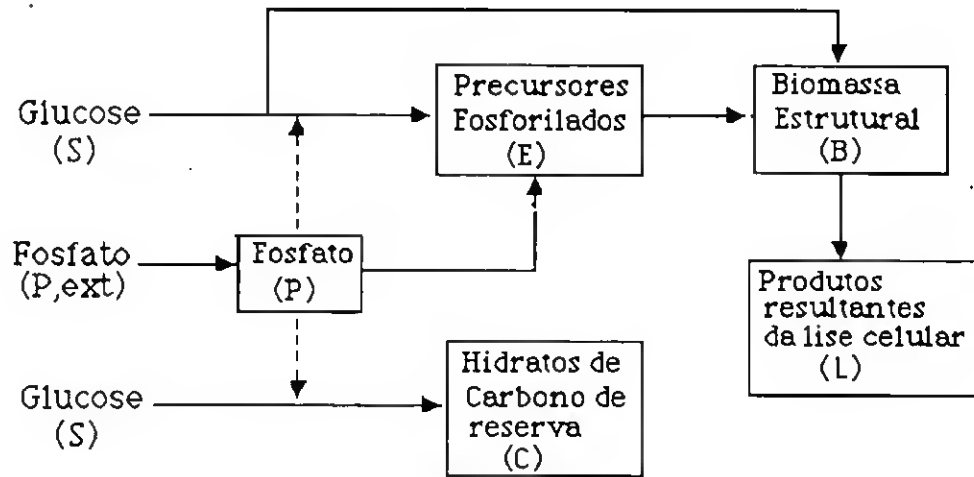 Glucose
(S)
Precursores
Fosforilados
(E)
Biomassa
Estrutural
(B)
Fosfato
(P,ext)
Fosfato
(P)
Produtos
resultantes
da lise celular
(L)
Glucose
(S)
Hidratos de
Carbono de
reserva
(C)